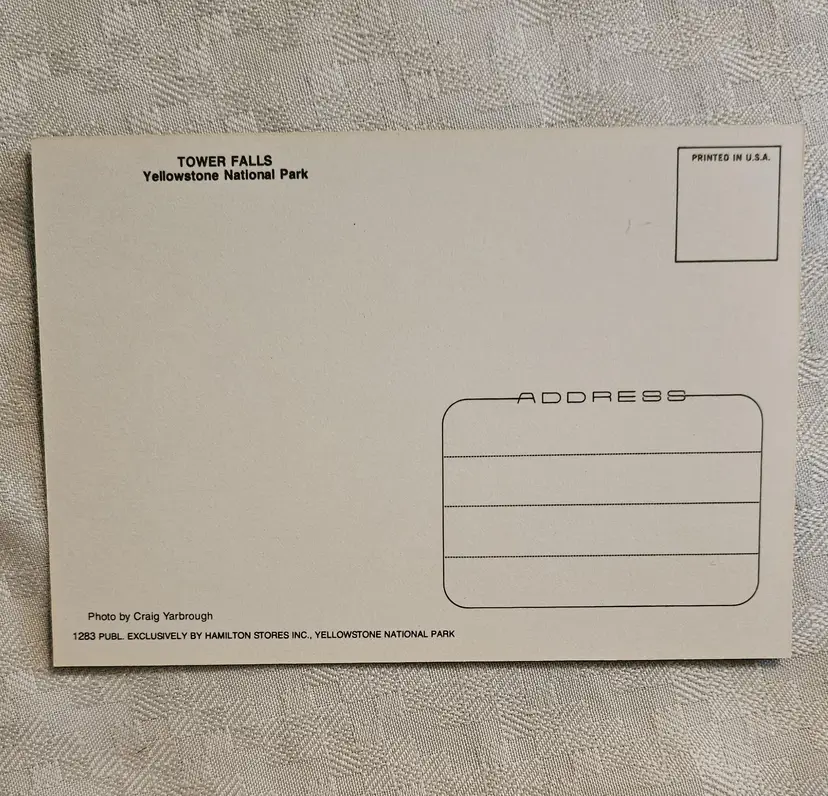 TOWER FALLS
Yellowstone National Park
PRINTED IN U.S.A.
ADDRESS
Photo by Craig Yarbrough
1283 PUBL. EXCLUSIVELY BY HAMILTON STORES INC., YELLOWSTONE NATIONAL PARK